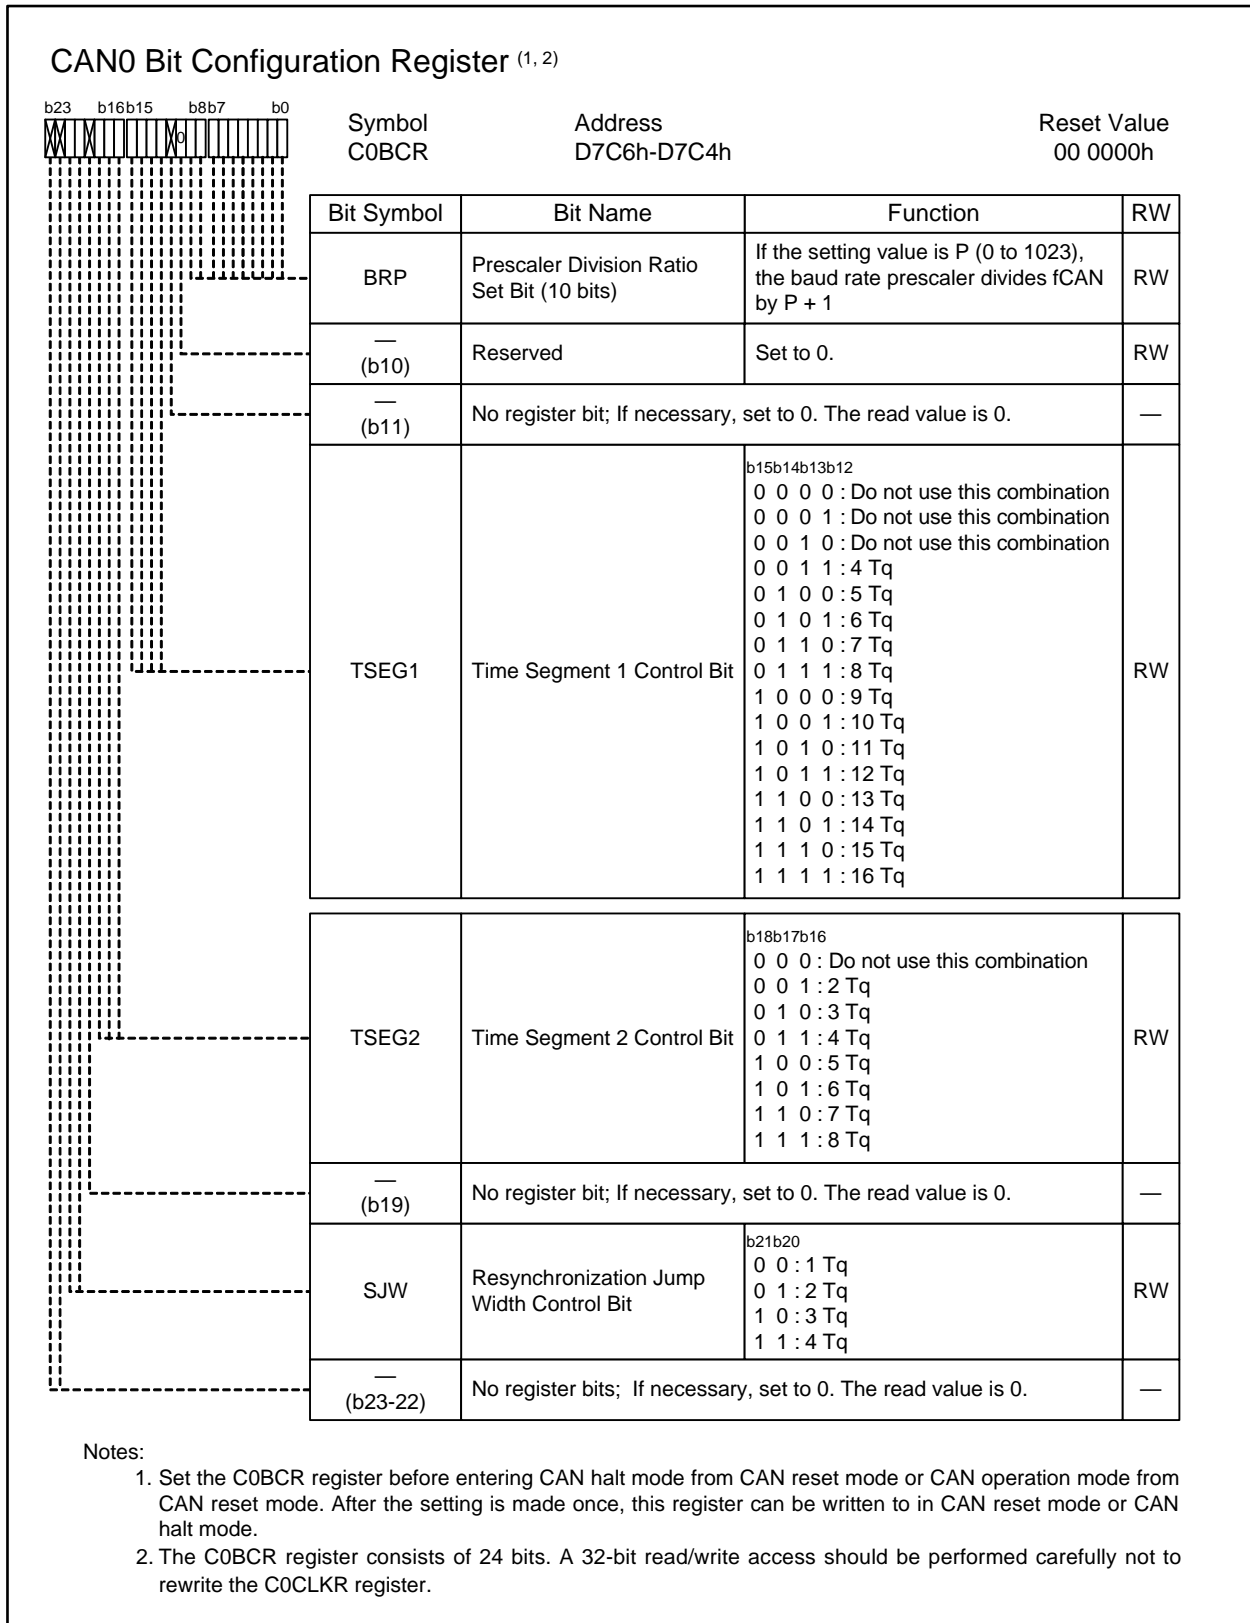 CAN0 Bit Configuration Register (1, 2)
b23 b16 b15 b8 b7 b0
0
Symbol Address Reset Value
C0BCR D7C6h-D7C4h 00 0000h
Bit Symbol Bit Name Function RW
BRP
Prescaler Division Ratio
Set Bit (10 bits)
If the setting value is P (0 to 1023),
the baud rate prescaler divides fCAN
by P + 1
RW
—
(b10)
Reserved
Set to 0.
RW
—
(b11)
No register bit; If necessary, set to 0. The read value is 0.
—
TSEG1
Time Segment 1 Control Bit
b15b14b13b12
0 0 0 0 : Do not use this combination
0 0 0 1 : Do not use this combination
0 0 1 0 : Do not use this combination
0 0 1 1 : 4 Tq
0 1 0 0 : 5 Tq
0 1 0 1 : 6 Tq
0 1 1 0 : 7 Tq
0 1 1 1 : 8 Tq
1 0 0 0 : 9 Tq
1 0 0 1 : 10 Tq
1 0 1 0 : 11 Tq
1 0 1 1 : 12 Tq
1 1 0 0 : 13 Tq
1 1 0 1 : 14 Tq
1 1 1 0 : 15 Tq
1 1 1 1 : 16 Tq
RW
TSEG2
Time Segment 2 Control Bit
b18b17b16
0 0 0 : Do not use this combination
0 0 1 : 2 Tq
0 1 0 : 3 Tq
0 1 1 : 4 Tq
1 0 0 : 5 Tq
1 0 1 : 6 Tq
1 1 0 : 7 Tq
1 1 1 : 8 Tq
RW
—
(b19)
No register bit; If necessary, set to 0. The read value is 0.
—
SJW
Resynchronization Jump
Width Control Bit
b21b20
0 0 : 1 Tq
0 1 : 2 Tq
1 0 : 3 Tq
1 1 : 4 Tq
RW
—
(b23-22)
No register bits; If necessary, set to 0. The read value is 0.
—
Notes:
1. Set the C0BCR register before entering CAN halt mode from CAN reset mode or CAN operation mode from
CAN reset mode. After the setting is made once, this register can be written to in CAN reset mode or CAN
halt mode.
2. The C0BCR register consists of 24 bits. A 32-bit read/write access should be performed carefully not to
rewrite the C0CLKR register.